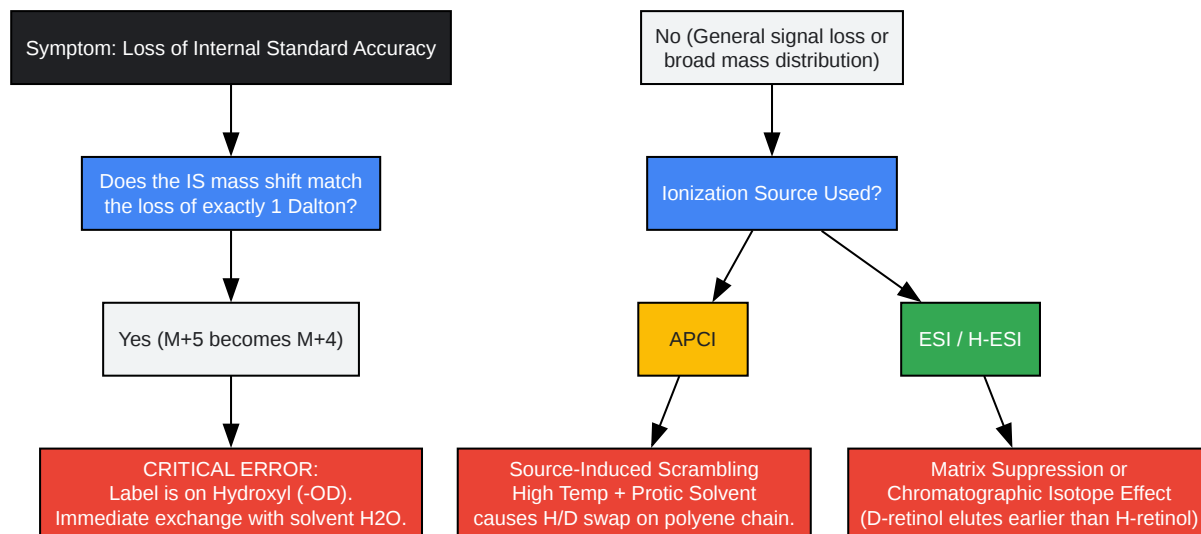 Symptom: Loss of Internal Standard Accuracy
Does the IS mass shift match
the loss of exactly 1 Dalton?
Yes (M+5 becomes M+4)
CRITICAL ERROR:
Label is on Hydroxyl (-OD).
Immediate exchange with solvent H2O.
No (General signal loss or
broad mass distribution)
Ionization Source Used?
APCI
ESI / H-ESI
Source-Induced Scrambling
High Temp + Protic Solvent
causes H/D swap on polyene chain.
Matrix Suppression or
Chromatographic Isotope Effect
(D-retinol elutes earlier than H-retinol)